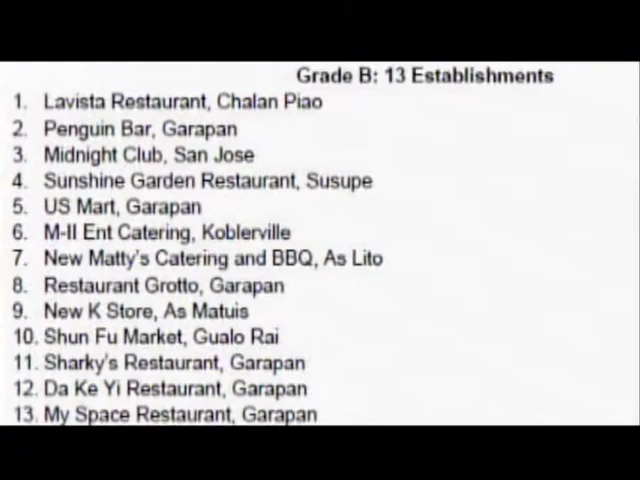 Grade B: 13 Establishments
1. Lavista Restaurant, Chalan Piao
2. Penguin Bar, Garapan
3. Midnight Club, San Jose
4. Sunshine Garden Restaurant, Susupe
5. US Mart, Garapan
6. M-II Ent Catering, Koblerville
7. New Matty's Catering and BBQ, As Lito
8. Restaurant Grotto, Garapan
9. New K Store, As Matuis
10. Shun Fu Market, Gualo Rai
11. Sharky's Restaurant, Garapan
12. Da Ke Yi Restaurant, Garapan
13. My Space Restaurant, Garapan